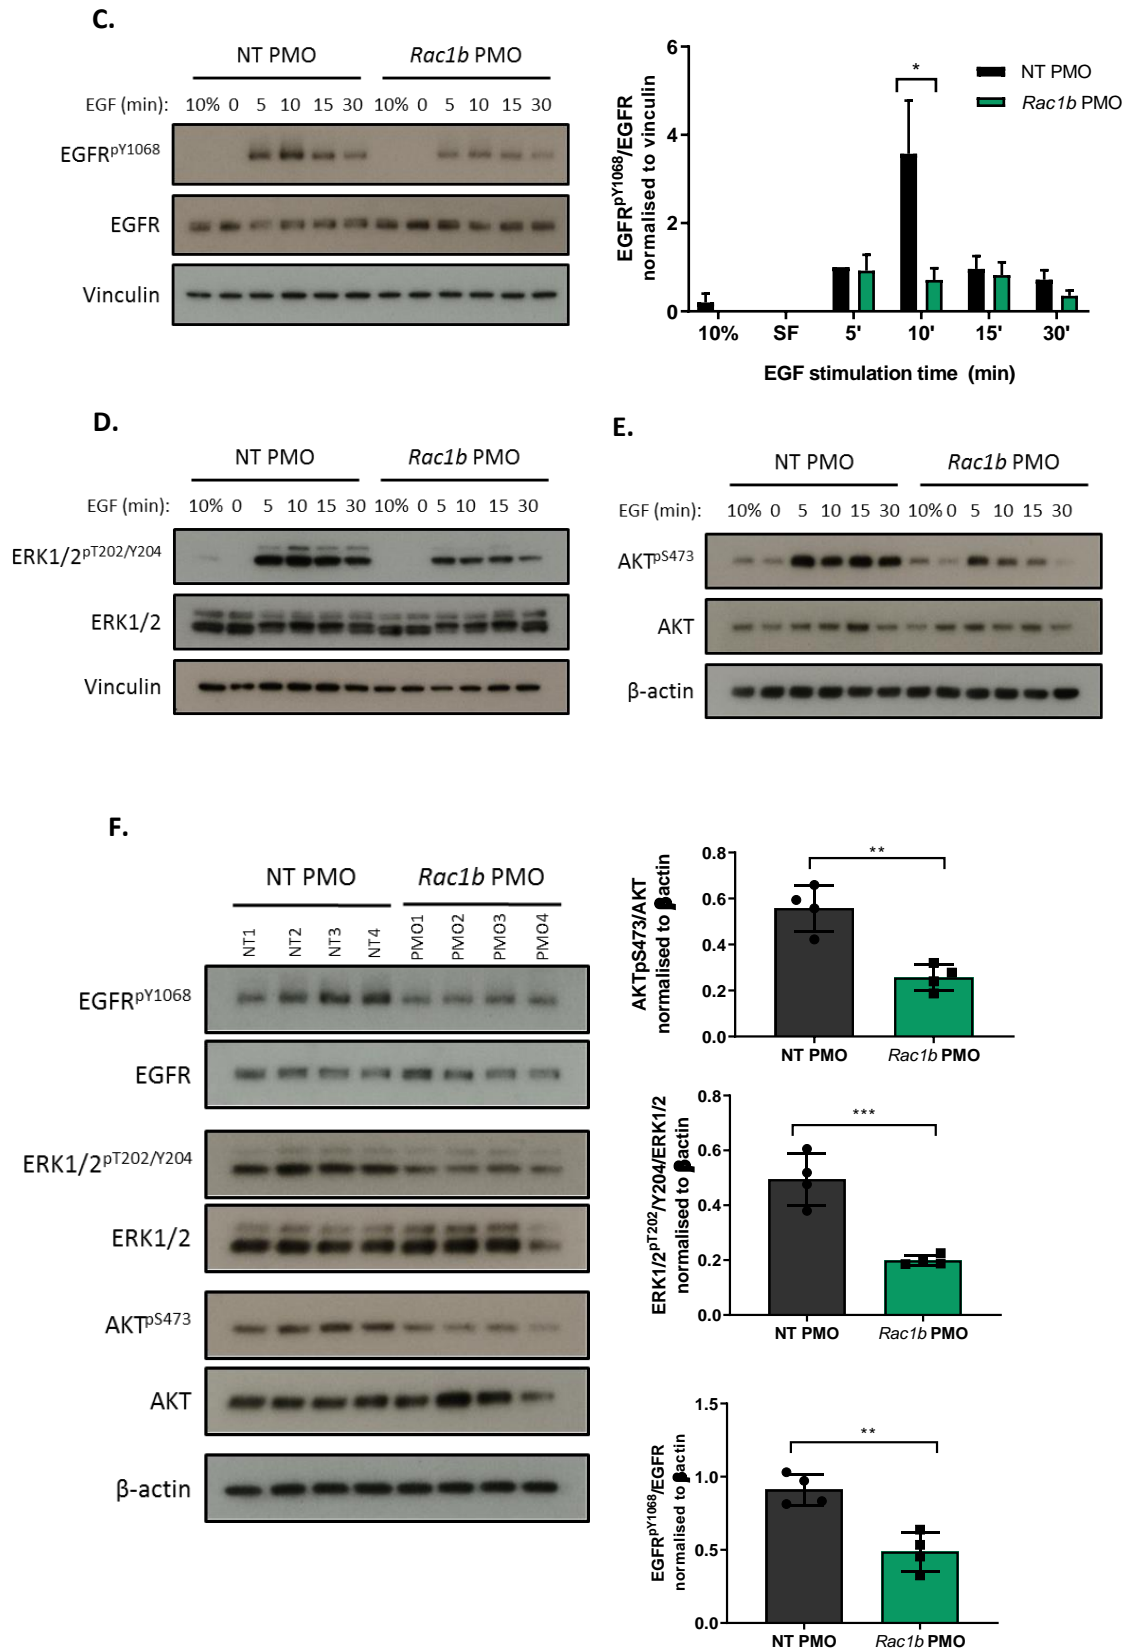 C.
NT PMO
Rac1b PMO
EGF (min): 10% 0 5 10 15 30 10% 0 5 10 15 30
EGFRpY1068
EGFR
Vinculin
EGFRpY1068/EGFR
normalised to vinculin
6
4
2
0
*
NT PMO
Rac1b PMO
10% SF 5' 10' 15' 30'
EGF stimulation time (min)
D.
NT PMO
Rac1b PMO
EGF (min): 10% 0 5 10 15 30 10% 0 5 10 15 30
ERK1/2pT202/Y204
ERK1/2
Vinculin
E.
NT PMO
Rac1b PMO
EGF (min): 10% 0 5 10 15 30 10% 0 5 10 15 30
AKTpS473
AKT
β-actin
F.
NT PMO
Rac1b PMO
NT1 NT2 NT3 NT4 PMO1 PMO2 PMO3 PMO4
EGFRpY1068
EGFR
ERK1/2pT202/Y204
ERK1/2
AKTpS473
AKT
β-actin
AKTpS473/AKT
normalised to βactin
0.8
0.6
0.4
0.2
0.0
**
NT PMO Rac1b PMO
ERK1/2pT202/Y204/ERK1/2
normalised to βactin
0.8
0.6
0.4
0.2
0.0
***
NT PMO Rac1b PMO
EGFRpY1068/EGFR
normalised to βactin
1.5
1.0
0.5
0.0
**
NT PMO Rac1b PMO